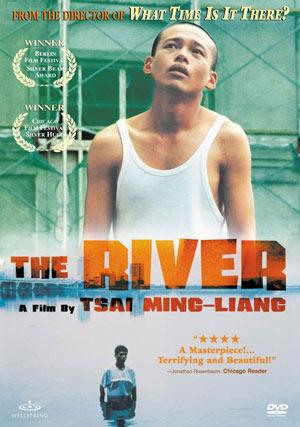 FROM THE DIRECTOR OF WHAT TIME IS IT THERE?
WINNER
BERLIN
FILM FESTIVAL
SILVER BEAR
AWARD
WINNER
CHICAGO
FILM FESTIVAL
SILVER HUGO
THE RIVER
A Film By TSAI MING-LIANG
"★★★★
A Masterpiece!...
Terrifying and Beautiful!"
—Jonathan Rosenbaum, Chicago Reader
WELLSPRING
DVD
VIDEO